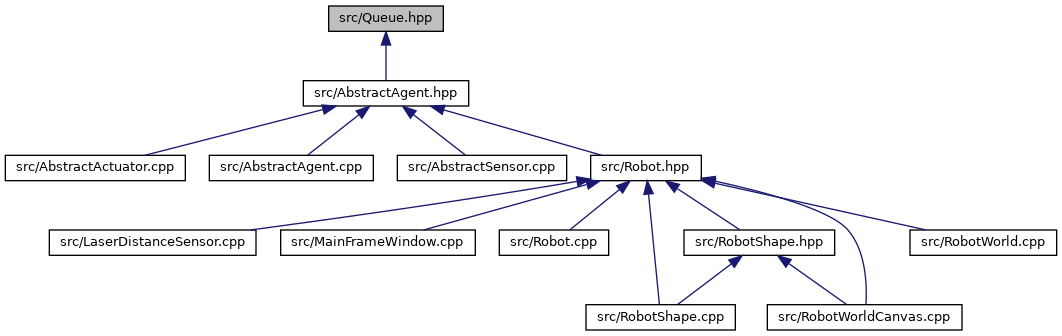 src/Queue.hpp
src/AbstractAgent.hpp
src/AbstractActuator.cpp
src/AbstractAgent.cpp
src/AbstractSensor.cpp
src/Robot.hpp
src/LaserDistanceSensor.cpp
src/MainFrameWindow.cpp
src/Robot.cpp
src/RobotShape.hpp
src/RobotWorld.cpp
src/RobotShape.cpp
src/RobotWorldCanvas.cpp